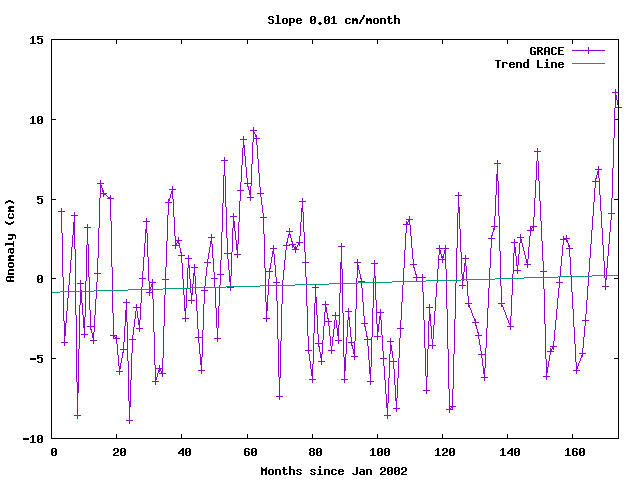 Slope 0.01 cm/month
GRACE
Trend Line
15
10
5
0
-5
-10
Anomaly (cm)
0 20 40 60 80 100 120 140 160
Months since Jan 2002